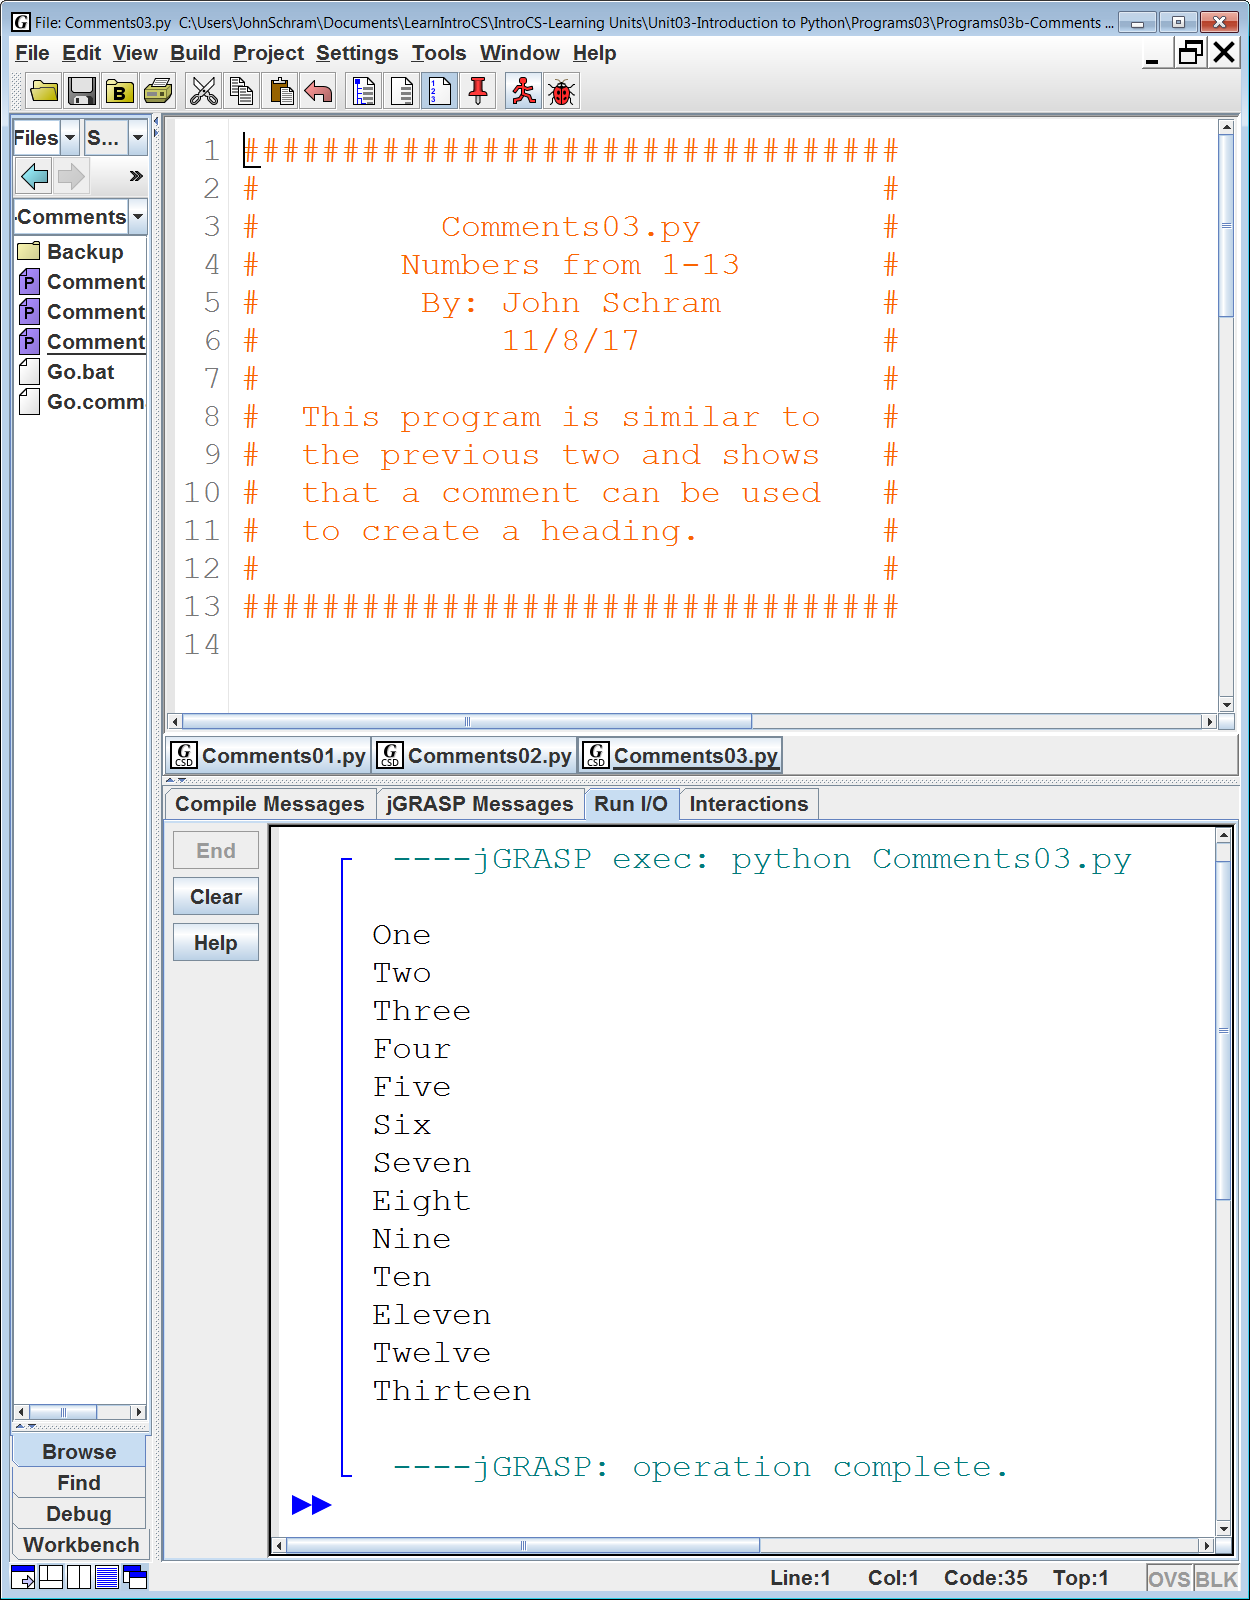 File: Comments03.py  C:\Users\JohnSchram\Documents\LearnIntroCS\IntroCS-Learning Units\Unit03-Introduction to Python\Programs03\Programs03b-Comments ...
File Edit View Build Project Settings Tools Window Help
Files S...
»
-Comments
Backup
Comment
Comment
Comment
Go.bat
Go.comm
1 #################################
2 # #
3 # Comments03.py #
4 # Numbers from 1-13 #
5 # By: John Schram #
6 # 11/8/17 #
7 # #
8 # This program is similar to #
9 # the previous two and shows #
10 # that a comment can be used #
11 # to create a heading. #
12 # #
13 #################################
14
Comments01.py Comments02.py Comments03.py
Compile Messages jGRASP Messages Run I/O Interactions
End
Clear
Help
----jGRASP exec: python Comments03.py
One
Two
Three
Four
Five
Six
Seven
Eight
Nine
Ten
Eleven
Twelve
Thirteen
----jGRASP: operation complete.
Browse
Find
Debug
Workbench
Line:1 Col:1 Code:35 Top:1 OVS BLK